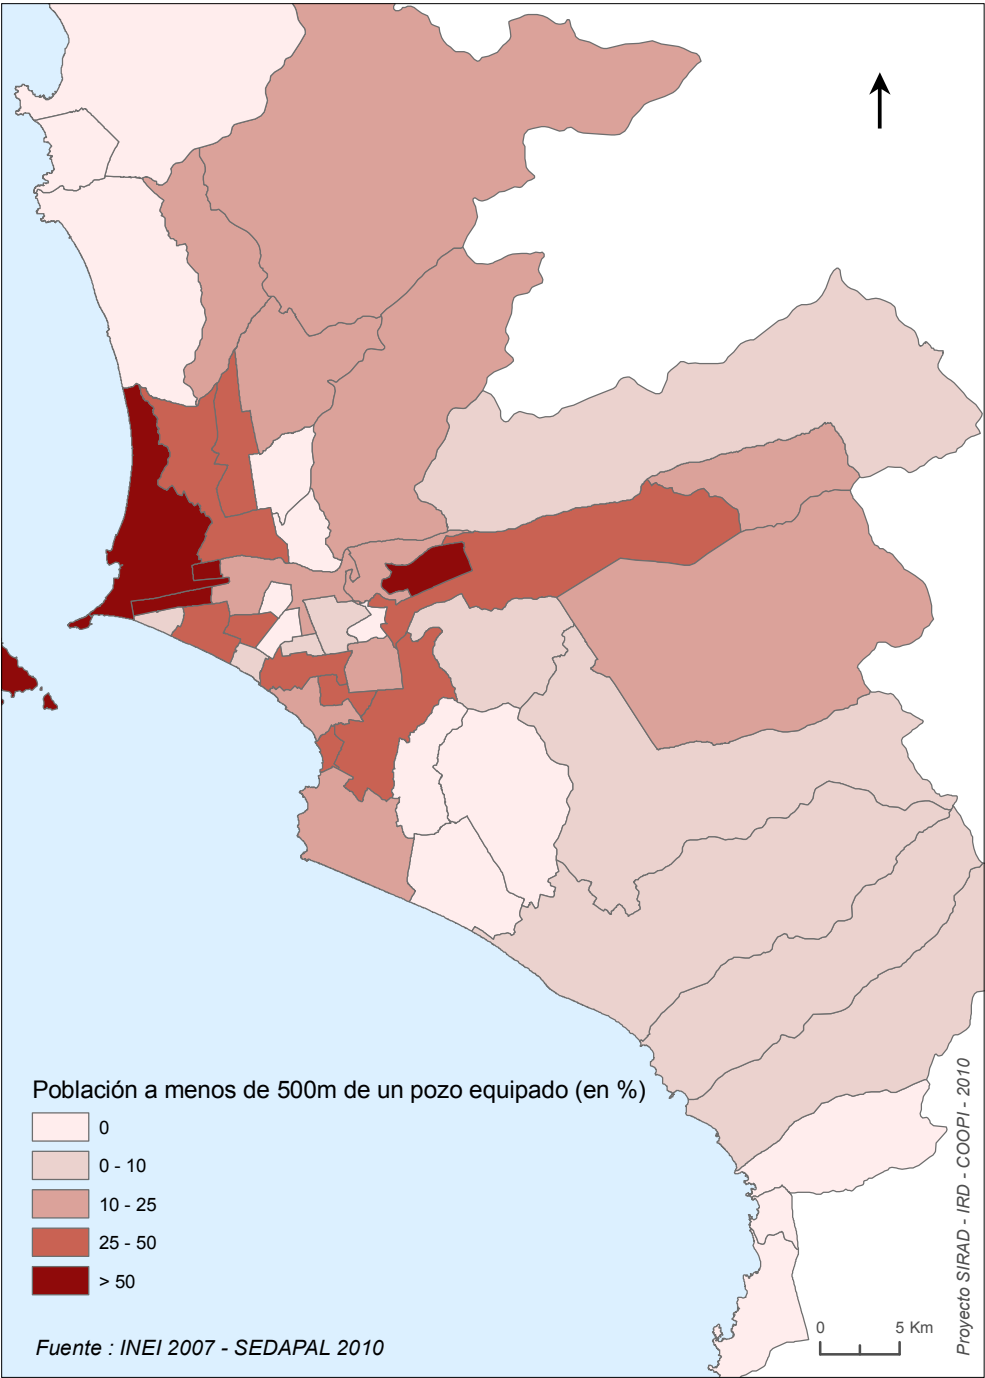 Población a menos de 500m de un pozo equipado (en %)
0
0 - 10
10 - 25
25 - 50
> 50
Fuente : INEI 2007 - SEDAPAL 2010
0 5 Km
Proyecto SIRAD - IRD - COOPI - 2010